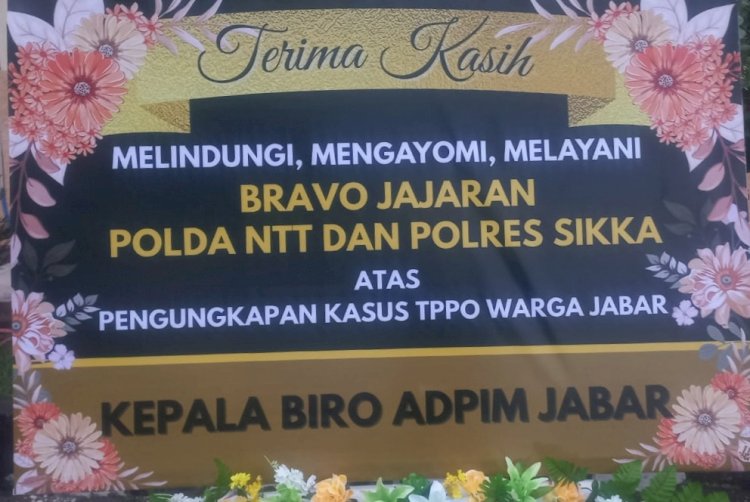 Terima Kasih
MELINDUNGI, MENGAYOMI, MELAYANI
BRAVO JAJARAN
POLDA NTT DAN POLRES SIKKA
ATAS
PENGUNGKAPAN KASUS TPPO WARGA JABAR
KEPALA BIRO ADPIM JABAR